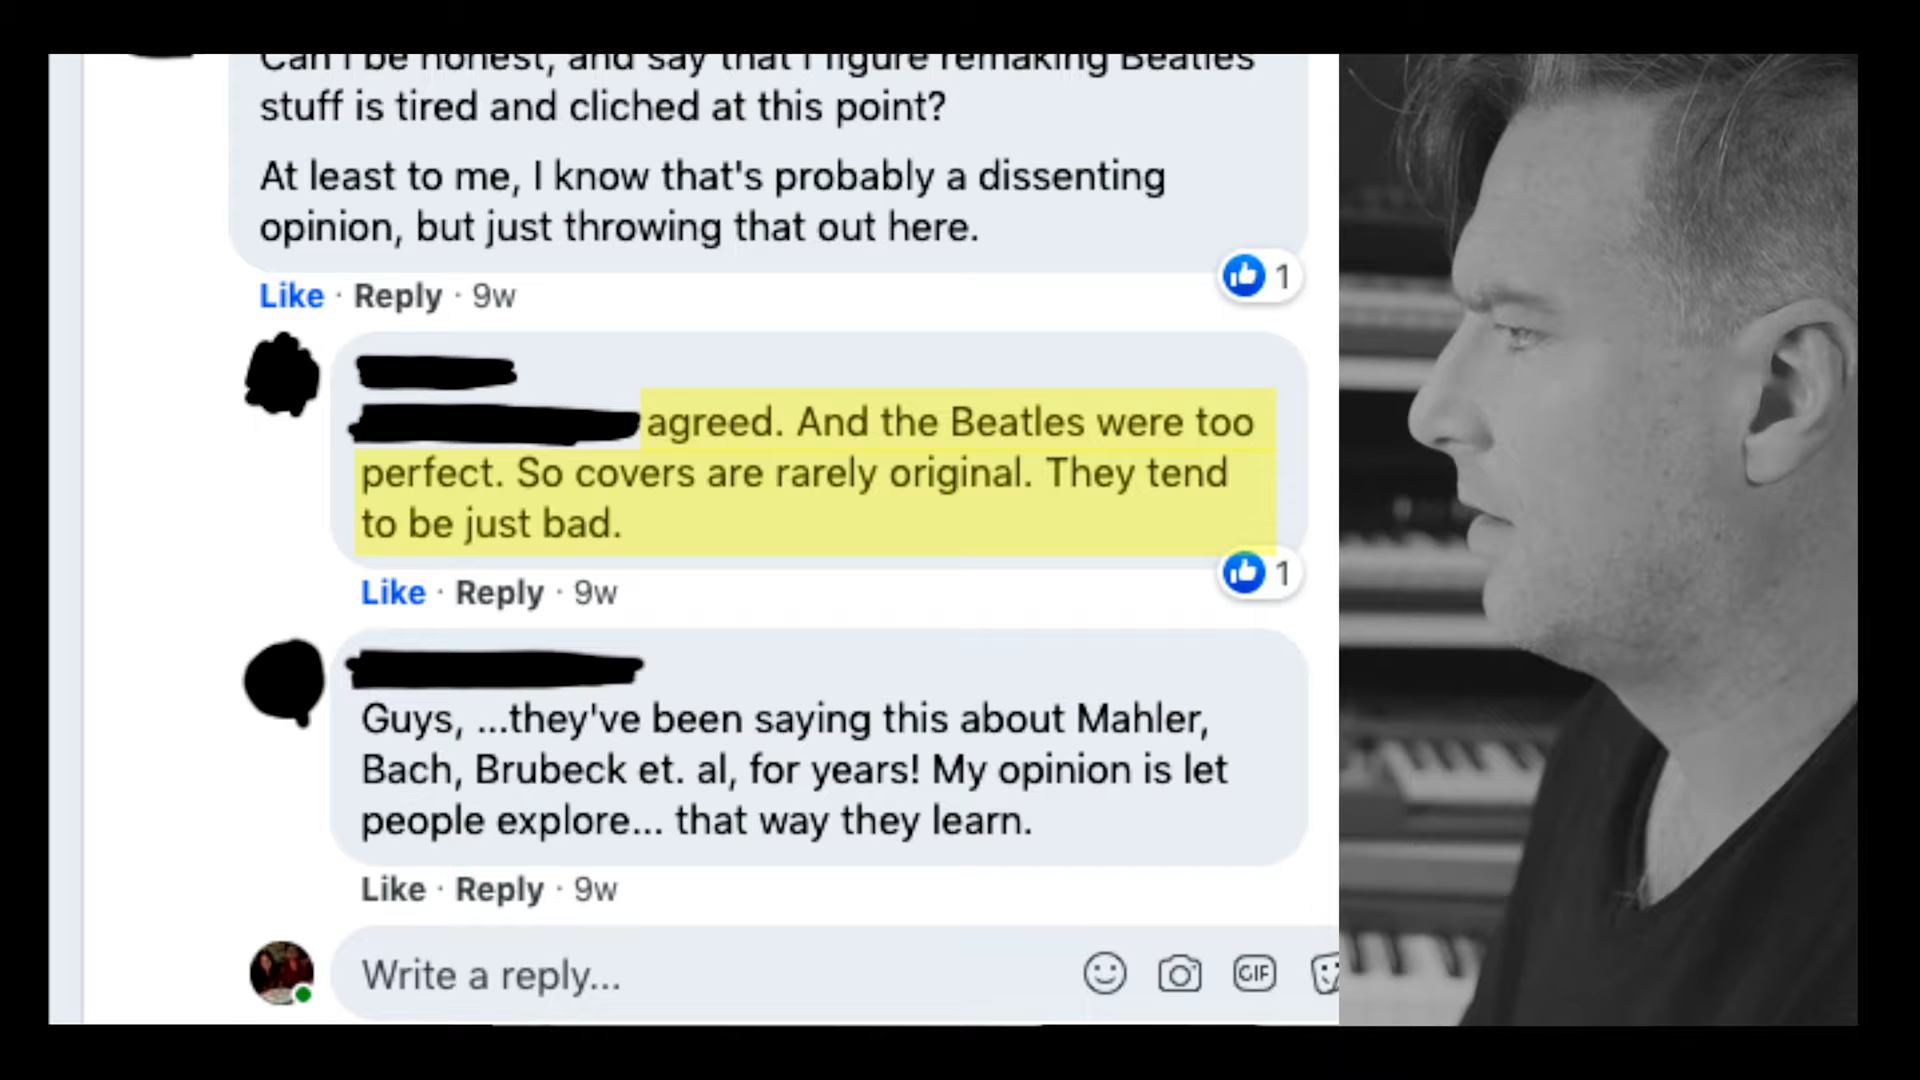 Can I be honest, and say that I figure remaking Beatles
stuff is tired and cliched at this point?
At least to me, I know that's probably a dissenting
opinion, but just throwing that out here.
1
Like · Reply · 9w
agreed. And the Beatles were too
perfect. So covers are rarely original. They tend
to be just bad.
1
Like · Reply · 9w
Guys, ...they've been saying this about Mahler,
Bach, Brubeck et. al, for years! My opinion is let
people explore... that way they learn.
Like · Reply · 9w
Write a reply...
GIF